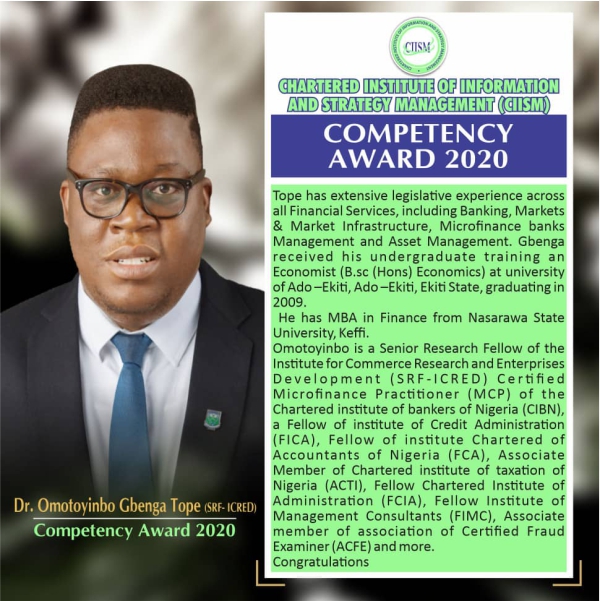 CIISM
CHARTERED INSTITUTE OF INFORMATION
AND STRATEGY MANAGEMENT (CIISM)
COMPETENCY
AWARD 2020
Tope has extensive legislative experience across
all Financial Services, including Banking, Markets
& Market Infrastructure, Microfinance banks
Management and Asset Management. Gbenga
received his undergraduate training an
Economist (B.sc (Hons) Economics) at university
of Ado –Ekiti, Ado –Ekiti, Ekiti State, graduating in
2009.
He has MBA in Finance from Nasarawa State
University, Keffi.
Omotoyinbo is a Senior Research Fellow of the
Institute for Commerce Research and Enterprises
Development (SRF-ICRED) Certified
Microfinance Practitioner (MCP) of the
Chartered institute of bankers of Nigeria (CIBN),
a Fellow of institute of Credit Administration
(FICA), Fellow of institute Chartered of
Accountants of Nigeria (FCA), Associate
Member of Chartered institute of taxation of
Nigeria (ACTI), Fellow Chartered Institute of
Administration (FCIA), Fellow Institute of
Management Consultants (FIMC), Associate
member of association of Certified Fraud
Examiner (ACFE) and more.
Congratulations
Dr. Omotoyinbo Gbenga Tope (SRF- ICRED)
Competency Award 2020